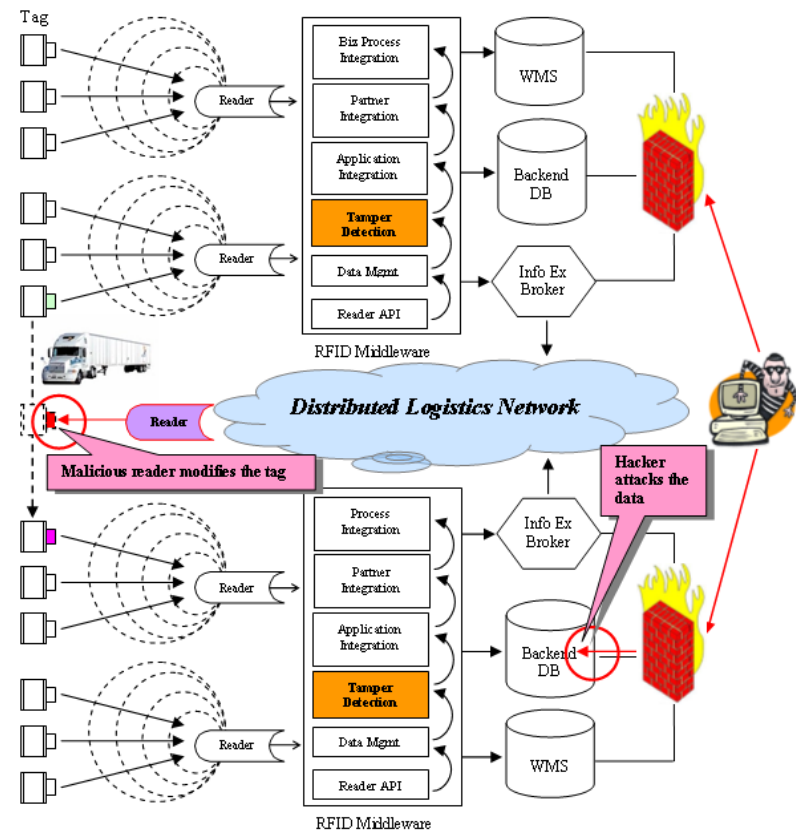 Tag
Biz Process
Integration
Partner
Integration
Application
Integration
Tamper
Detection
Data Mgmt
Reader API
RFID Middleware
Reader
Reader
WMS
Backend
DB
Info Ex
Broker
Distributed Logistics Network
Reader
Malicious reader modifies the tag
Hacker
attacks the
data
Process
Integration
Partner
Integration
Application
Integration
Tamper
Detection
Data Mgmt
Reader API
RFID Middleware
Reader
Reader
Info Ex
Broker
Backend
DB
WMS